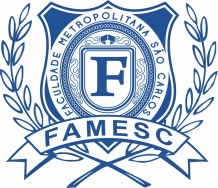 FACULDADE METROPOLITANA SÃO CARLOS
F
FAMESC